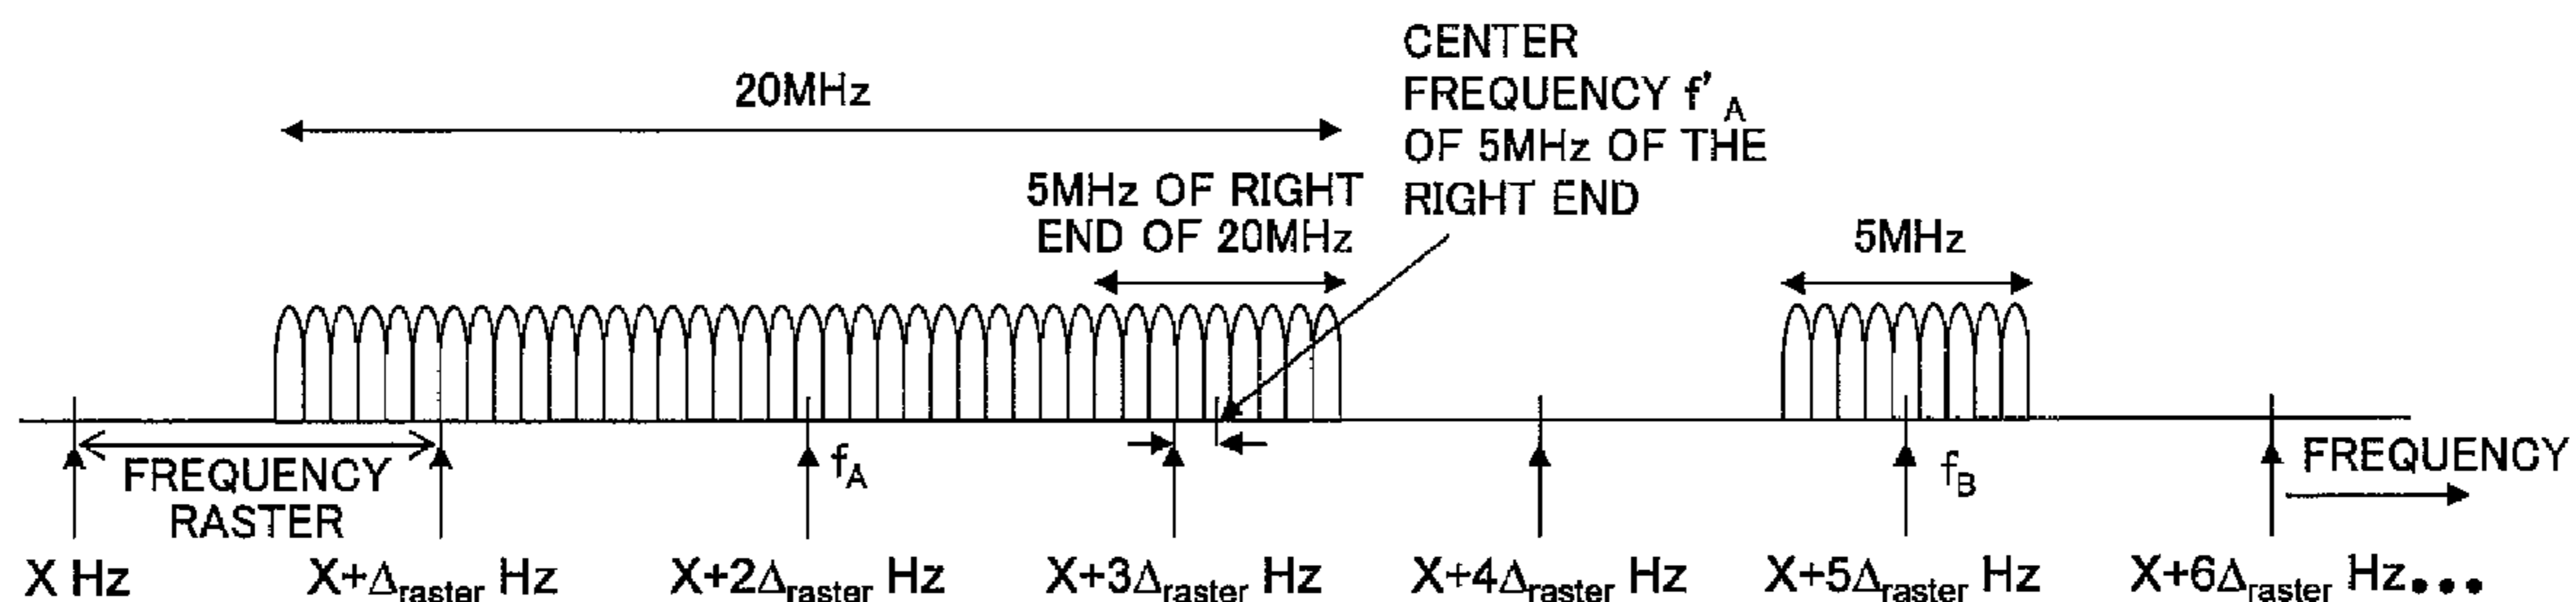 20MHz
CENTER
FREQUENCY f'A
OF 5MHz OF THE
RIGHT END
5MHz OF RIGHT
END OF 20MHz
5MHz
FREQUENCY
RASTER
fA
fB
FREQUENCY
X Hz
X+Δraster Hz
X+2Δraster Hz
X+3Δraster Hz
X+4Δraster Hz
X+5Δraster Hz
X+6Δraster Hz•••